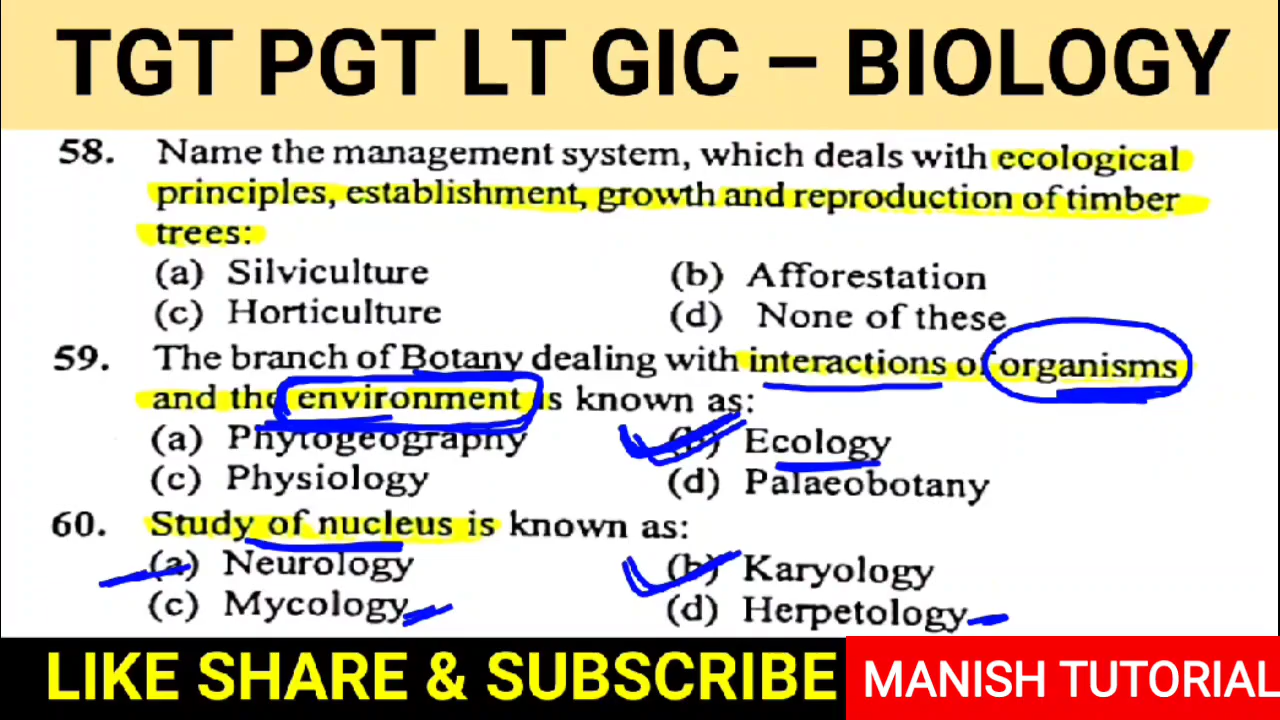 TGT PGT LT GIC – BIOLOGY
58. Name the management system, which deals with ecological
principles, establishment, growth and reproduction of timber
trees:
(a) Silviculture (b) Afforestation
(c) Horticulture (d) None of these
59. The branch of Botany dealing with interactions of organisms
and the environment is known as:
(a) Phytogeography (b) Ecology
(c) Physiology (d) Palaeobotany
60. Study of nucleus is known as:
(a) Neurology (b) Karyology
(c) Mycology (d) Herpetology
LIKE SHARE & SUBSCRIBE MANISH TUTORIAL